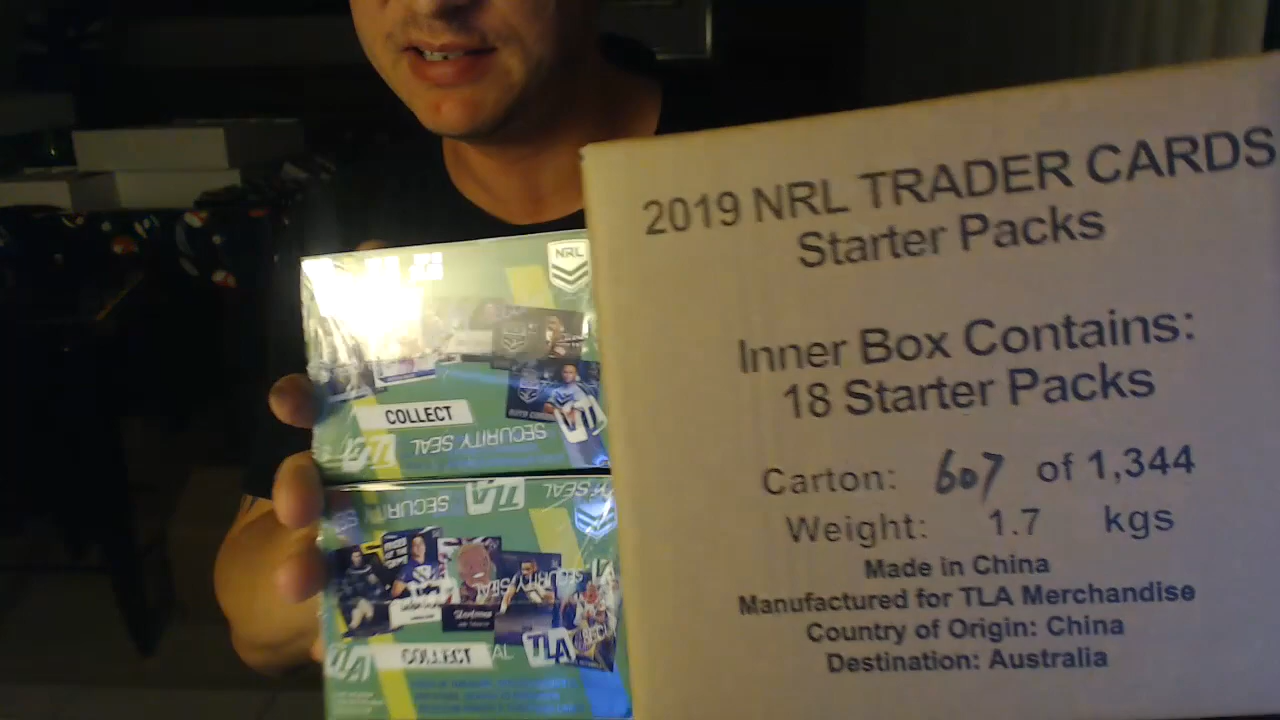 2019 NRL TRADER CARDS
Starter Packs
Inner Box Contains:
18 Starter Packs
Carton: 607 of 1,344
Weight: 1.7 kgs
Made in China
Manufactured for TLA Merchandise
Country of Origin: China
Destination: Australia
NRL
COLLECT
SECURITY SEAL
TLA
SECURITY SEAL
TLA
TLA
COLLECT
TLA